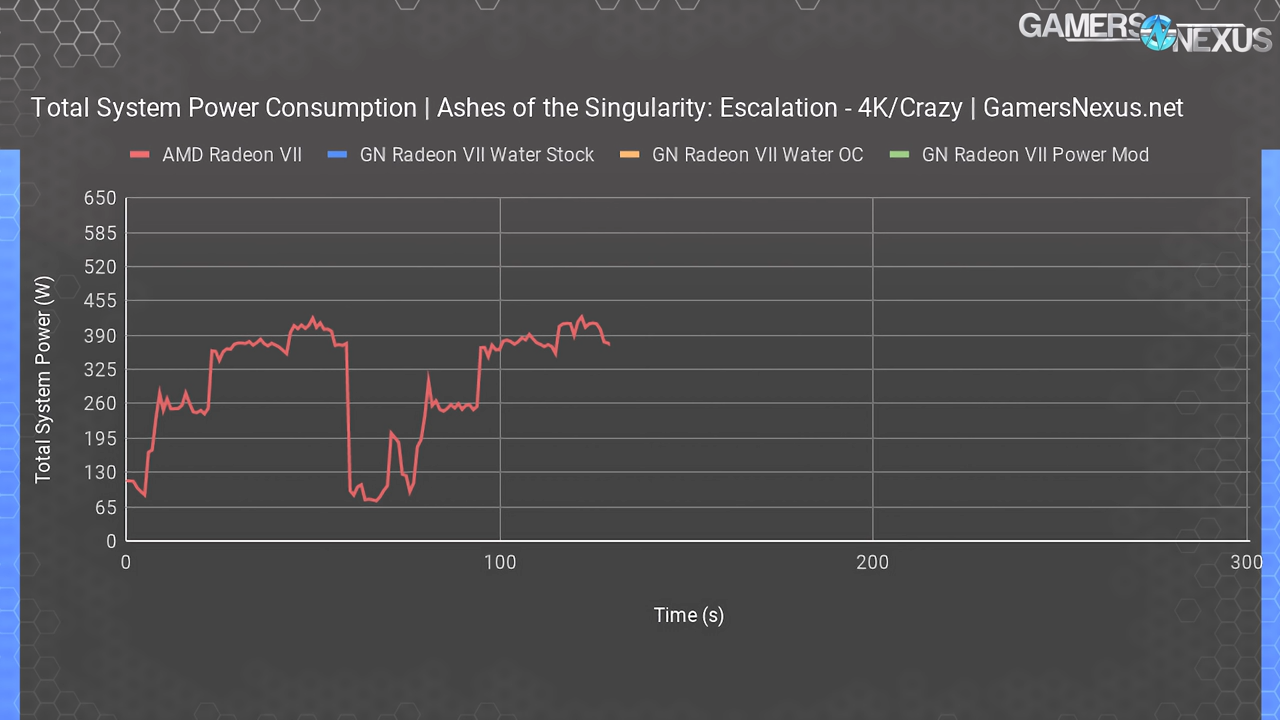 GAMERS NEXUS
Total System Power Consumption | Ashes of the Singularity: Escalation - 4K/Crazy | GamersNexus.net
AMD Radeon VII GN Radeon VII Water Stock GN Radeon VII Water OC GN Radeon VII Power Mod
650
585
520
455
390
325
260
195
130
65
0
Total System Power (W)
0 100 200 300
Time (s)